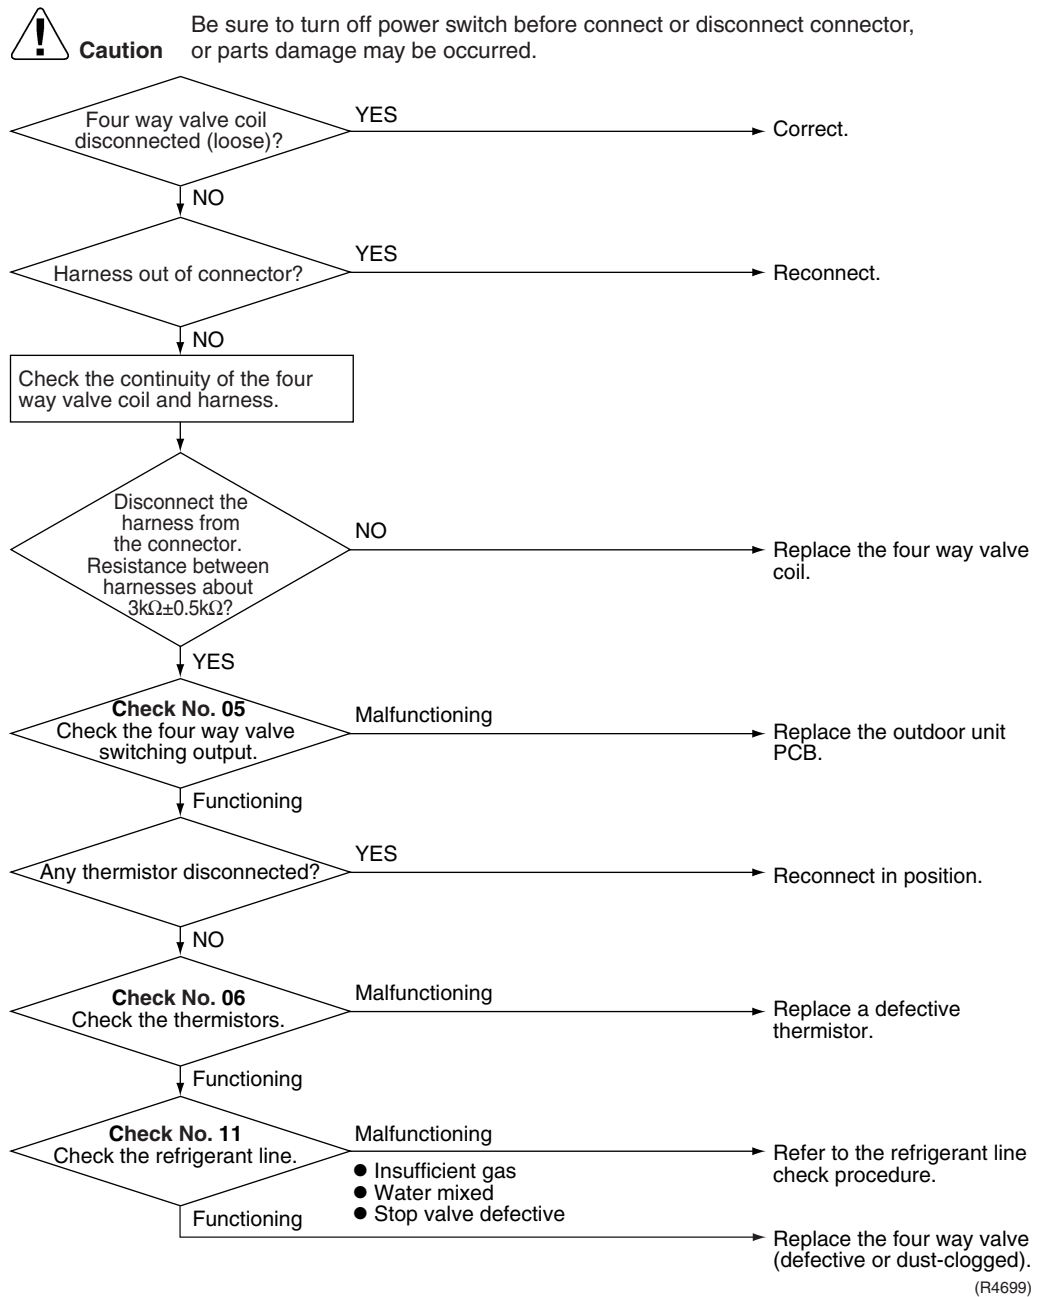 Be sure to turn off power switch before connect or disconnect connector,
Caution or parts damage may be occurred.
Four way valve coil
disconnected (loose)?
YES
Correct.
NO
Harness out of connector?
YES
Reconnect.
NO
Check the continuity of the four
way valve coil and harness.
Disconnect the
harness from
the connector.
Resistance between
harnesses about
3kΩ±0.5kΩ?
NO
Replace the four way valve
coil.
YES
Check No. 05
Check the four way valve
switching output.
Malfunctioning
Replace the outdoor unit
PCB.
Functioning
Any thermistor disconnected?
YES
Reconnect in position.
NO
Check No. 06
Check the thermistors.
Malfunctioning
Replace a defective
thermistor.
Functioning
Check No. 11
Check the refrigerant line.
Malfunctioning
● Insufficient gas
● Water mixed
● Stop valve defective
Refer to the refrigerant line
check procedure.
Functioning
Replace the four way valve
(defective or dust-clogged).
(R4699)